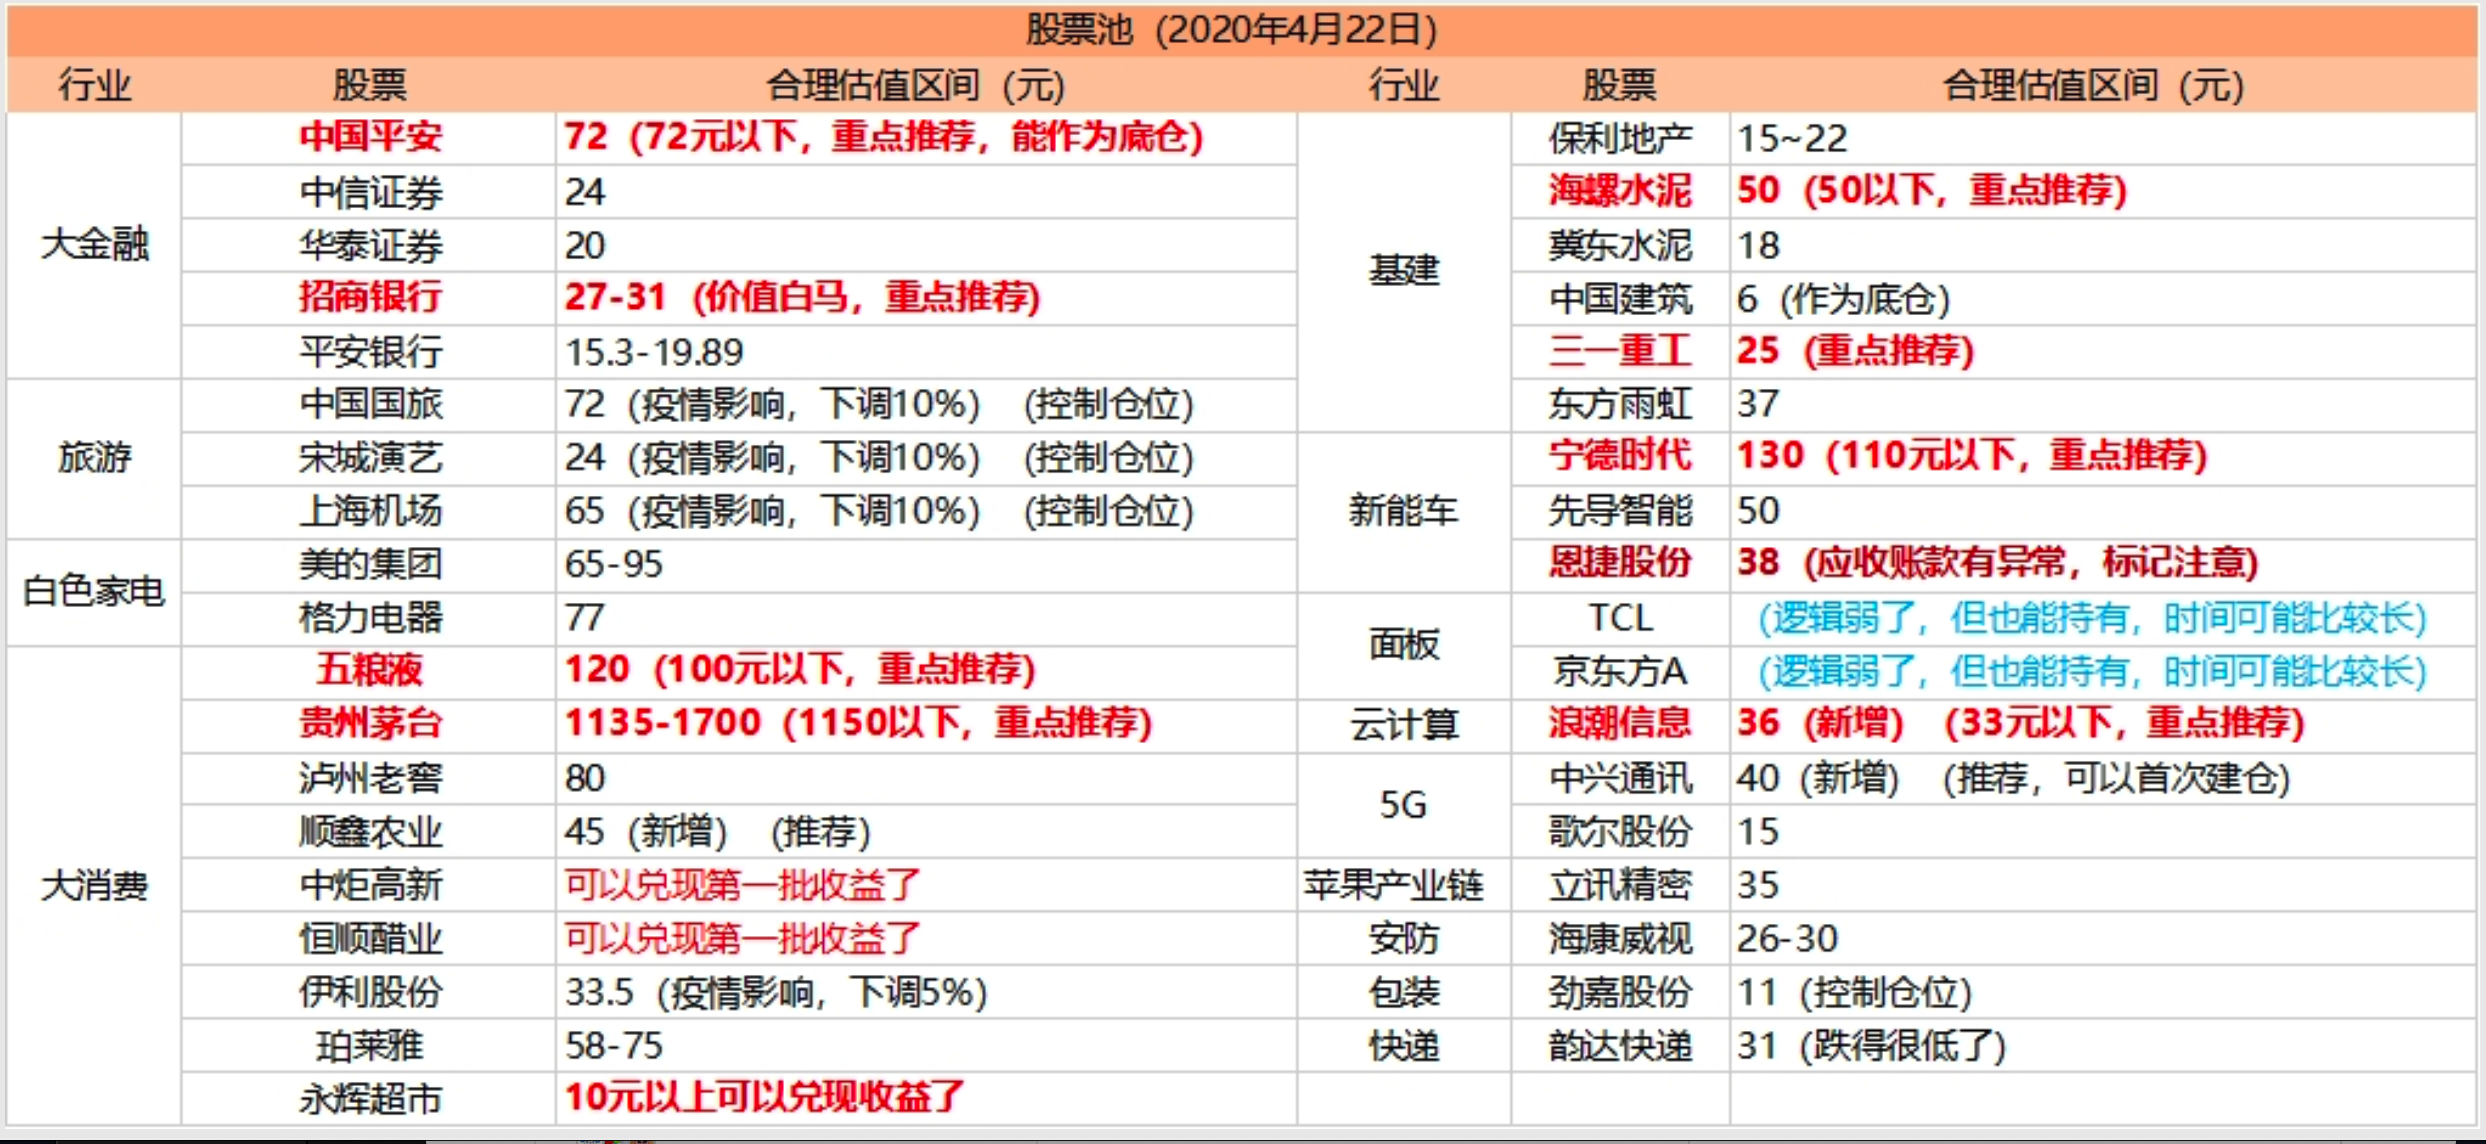 股票池（2020年4月22日）
行业 股票 合理估值区间（元） 行业 股票 合理估值区间（元）
大金融 中国平安 72（72元以下，重点推荐，能作为底仓） 基建 保利地产 15~22
中信证券 24 海螺水泥 50（50以下，重点推荐）
华泰证券 20 冀东水泥 18
招商银行 27-31（价值白马，重点推荐） 中国建筑 6（作为底仓）
平安银行 15.3-19.89 三一重工 25（重点推荐）
旅游 中国国旅 72（疫情影响，下调10%）（控制仓位） 东方雨虹 37
宋城演艺 24（疫情影响，下调10%）（控制仓位） 新能车 宁德时代 130（110元以下，重点推荐）
上海机场 65（疫情影响，下调10%）（控制仓位） 先导智能 50
白色家电 美的集团 65-95 恩捷股份 38（应收账款有异常，标记注意）
格力电器 77 面板 TCL （逻辑弱了，但也能持有，时间可能比较长）
大消费 五粮液 120（100元以下，重点推荐） 京东方A （逻辑弱了，但也能持有，时间可能比较长）
贵州茅台 1135-1700（1150以下，重点推荐） 云计算 浪潮信息 36（新增）（33元以下，重点推荐）
泸州老窖 80 5G 中兴通讯 40（新增）（推荐，可以首次建仓）
顺鑫农业 45（新增）（推荐） 歌尔股份 15
中炬高新 可以兑现第一批收益了 苹果产业链 立讯精密 35
恒顺醋业 可以兑现第一批收益了 安防 海康威视 26-30
伊利股份 33.5（疫情影响，下调5%） 包装 劲嘉股份 11（控制仓位）
珀莱雅 58-75 快递 韵达快递 31（跌得很低了）
永辉超市 10元以上可以兑现收益了